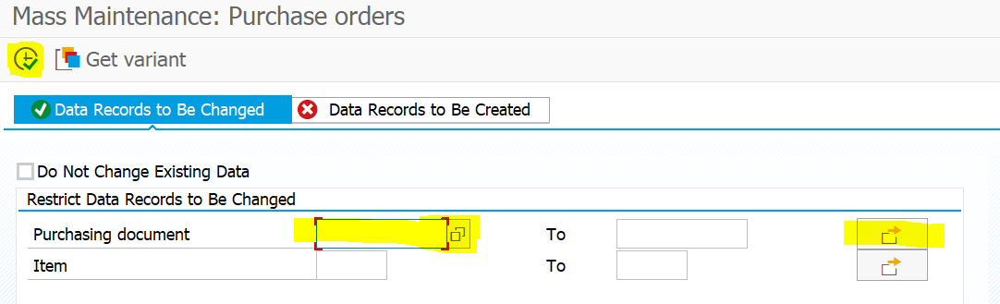 Mass Maintenance: Purchase orders
Get variant
Data Records to Be Changed Data Records to Be Created
Do Not Change Existing Data
Restrict Data Records to Be Changed
Purchasing document To
Item To